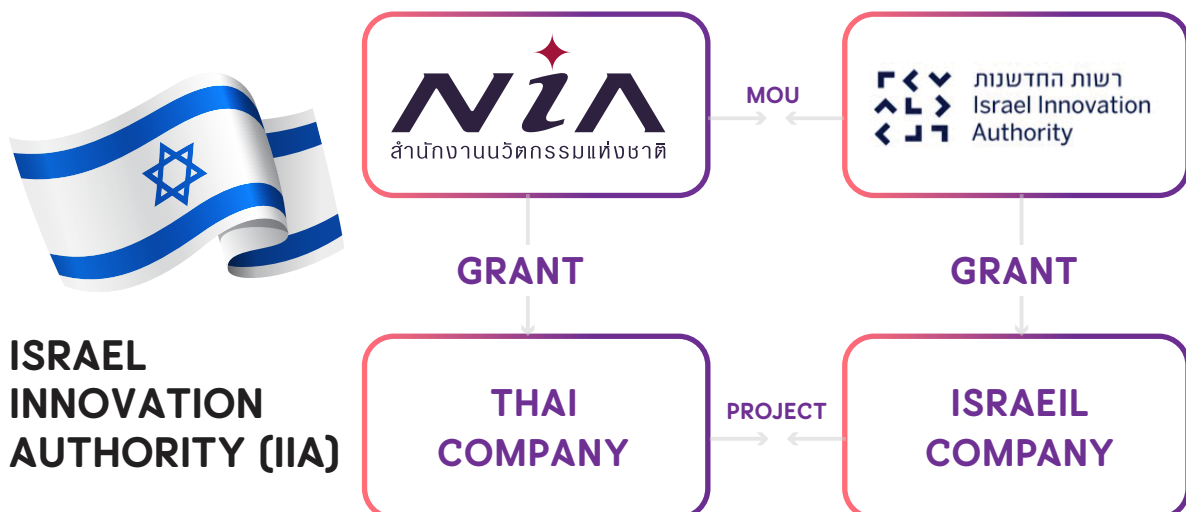 NiA
สำนักงานนวัตกรรมแห่งชาติ
MOU
רשות החדשנות
Israel Innovation
Authority
GRANT
GRANT
ISRAEL
INNOVATION
AUTHORITY (IIA)
THAI
COMPANY
PROJECT
ISRAEIL
COMPANY